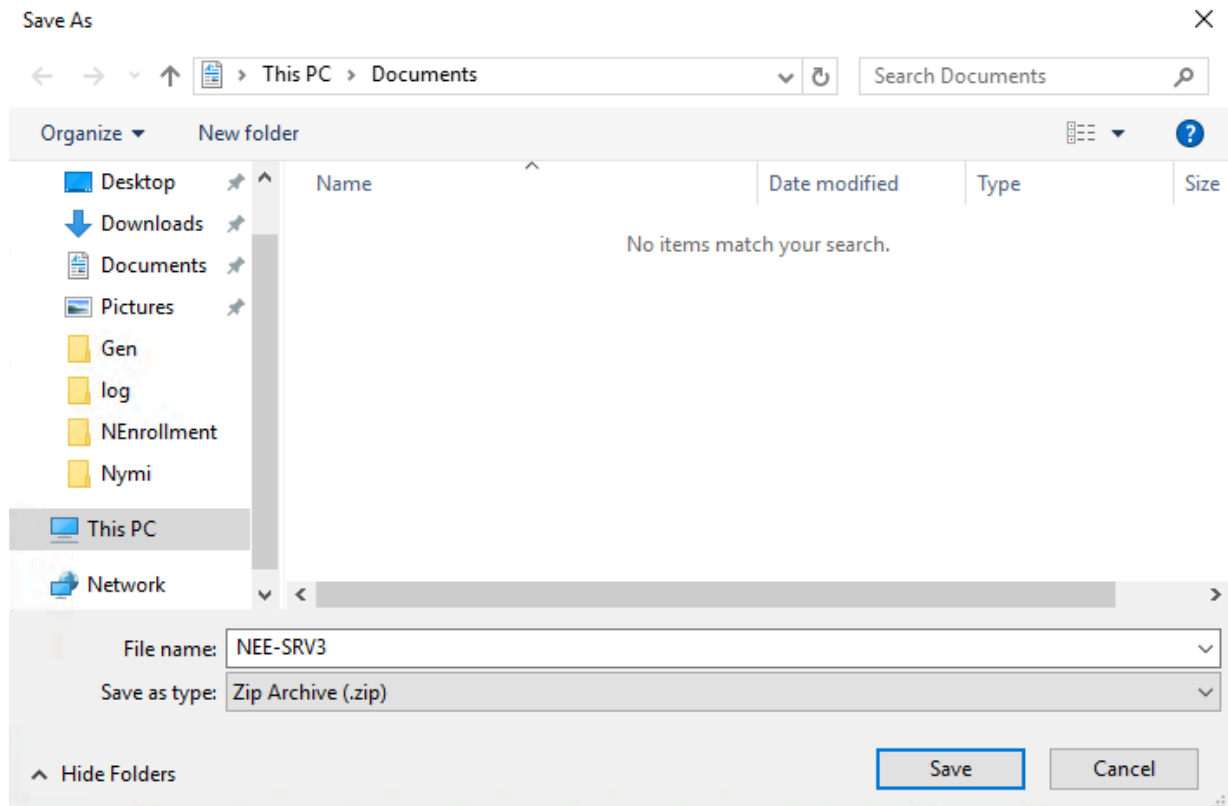 Save As
This PC > Documents
Search Documents
Organize
New folder
Desktop
Downloads
Documents
Pictures
Gen
log
NEnrollment
Nymi
This PC
Network
Name
Date modified
Type
Size
No items match your search.
File name: NEE-SRV3
Save as type: Zip Archive (.zip)
Hide Folders
Save
Cancel